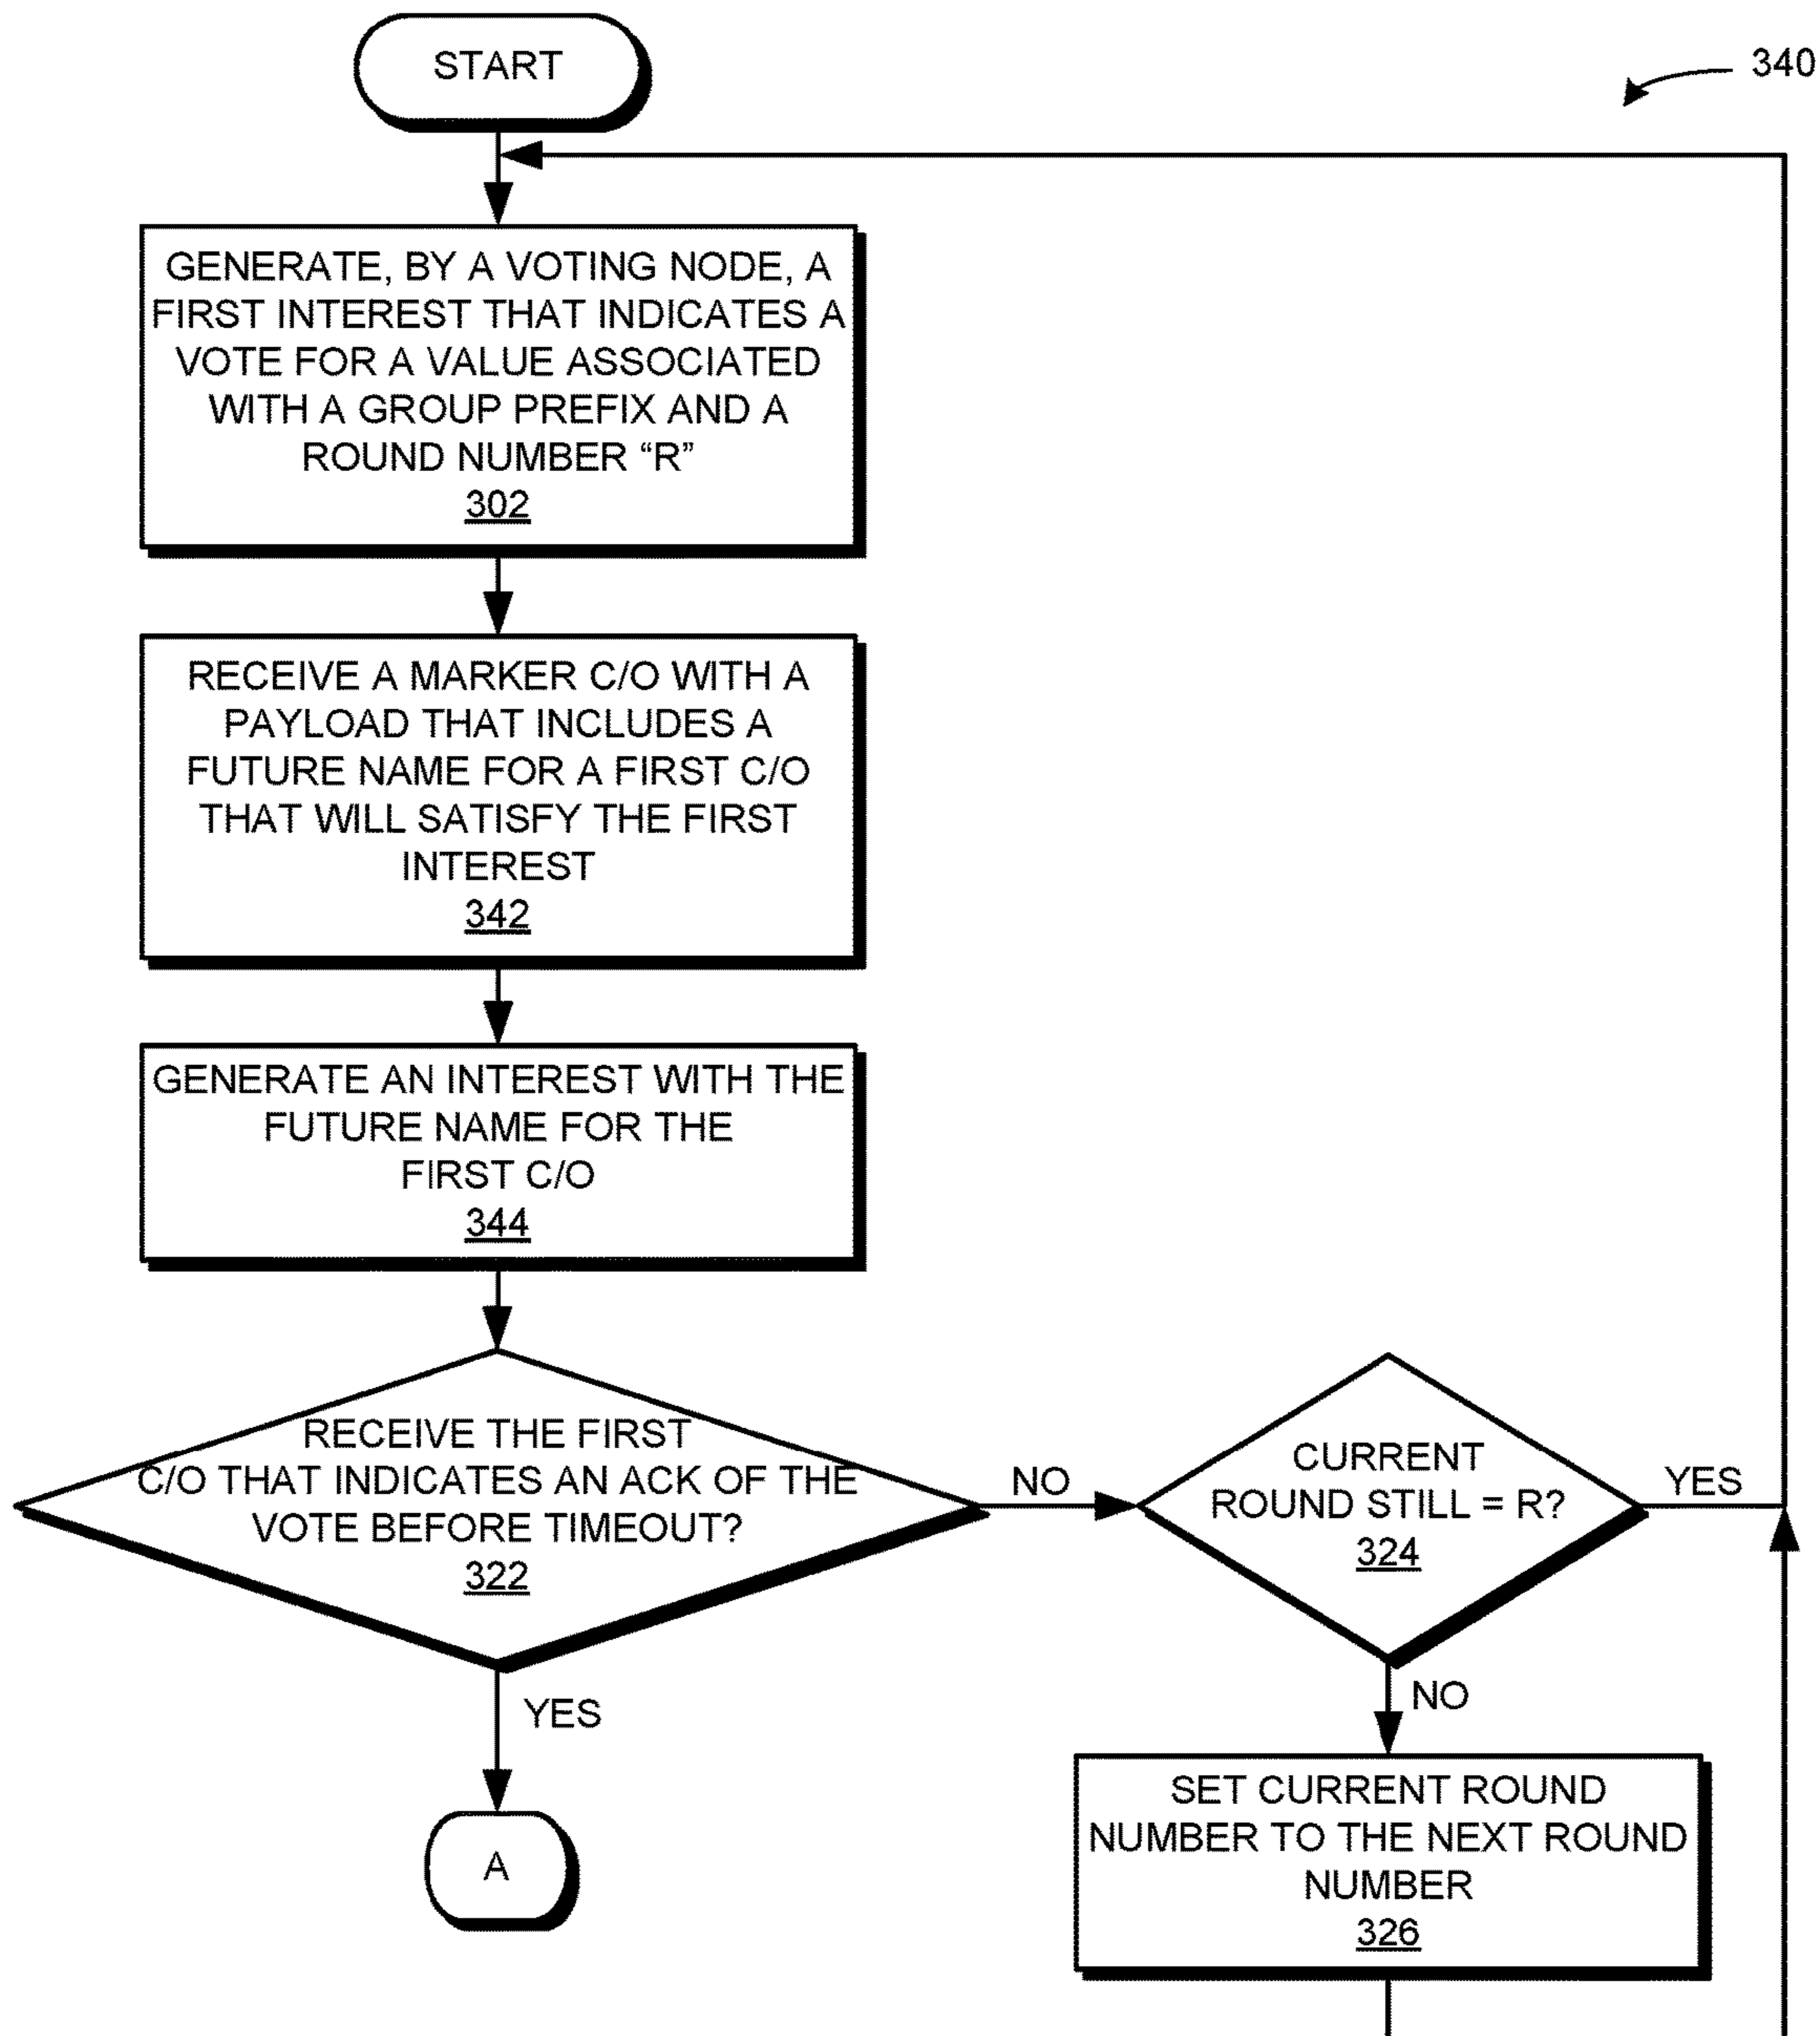 START
340
GENERATE, BY A VOTING NODE, A
FIRST INTEREST THAT INDICATES A
VOTE FOR A VALUE ASSOCIATED
WITH A GROUP PREFIX AND A
ROUND NUMBER “R”
302
RECEIVE A MARKER C/O WITH A
PAYLOAD THAT INCLUDES A
FUTURE NAME FOR A FIRST C/O
THAT WILL SATISFY THE FIRST
INTEREST
342
GENERATE AN INTEREST WITH THE
FUTURE NAME FOR THE
FIRST C/O
344
RECEIVE THE FIRST
C/O THAT INDICATES AN ACK OF THE
VOTE BEFORE TIMEOUT?
322
NO
CURRENT
ROUND STILL = R?
324
YES
YES
NO
A
SET CURRENT ROUND
NUMBER TO THE NEXT ROUND
NUMBER
326